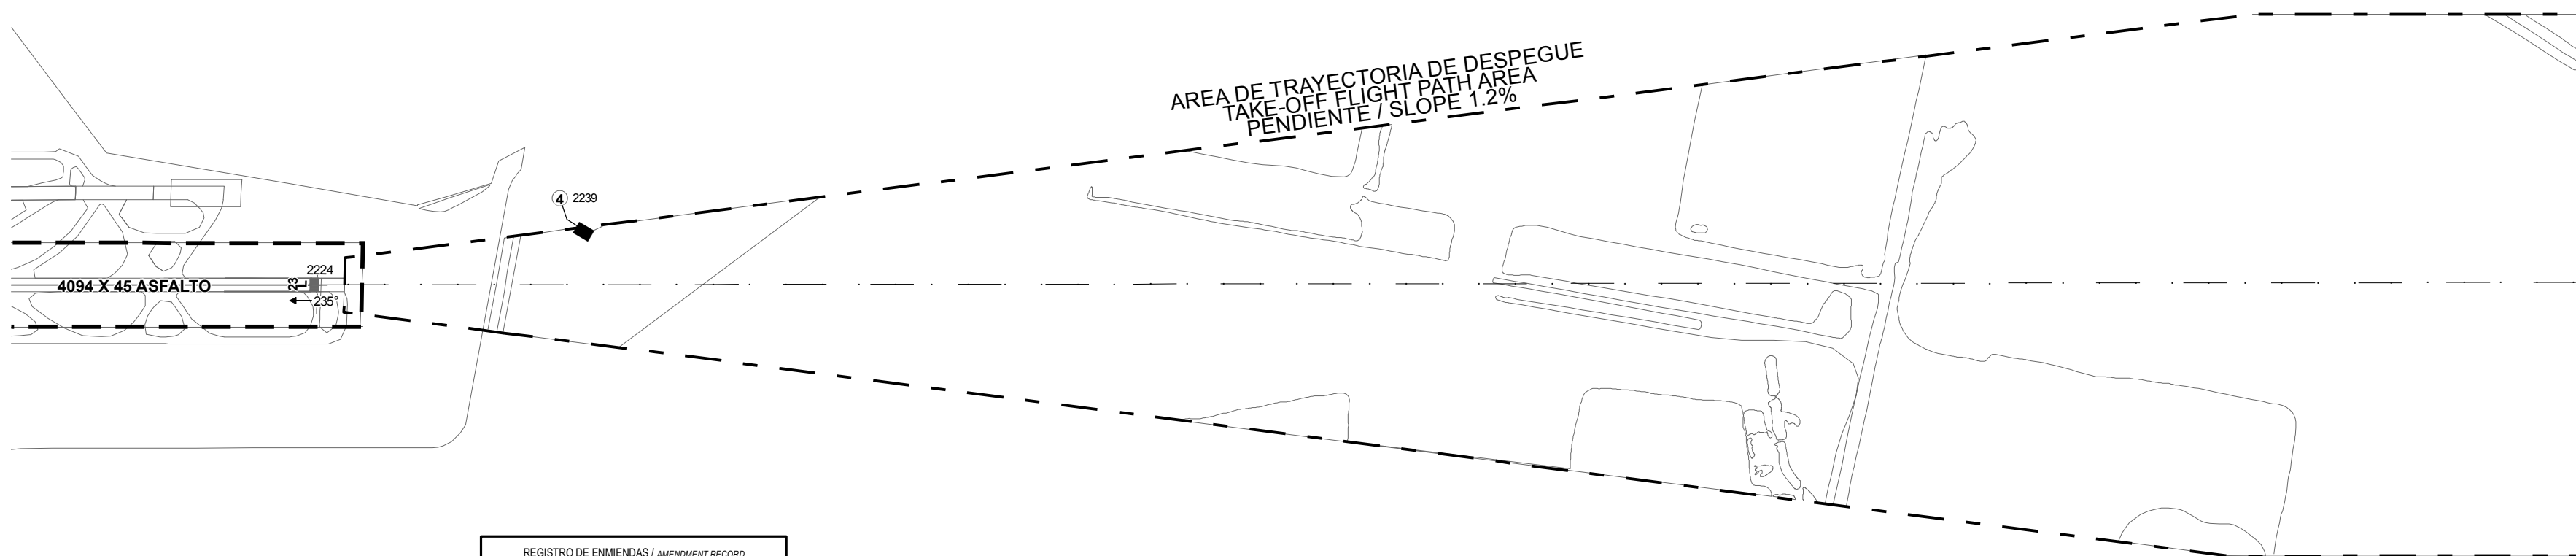 AREA DE TRAYECTORIA DE DESPEGUE
TAKE-OFF FLIGHT PATH AREA
PENDIENTE / SLOPE 1.2%
4 2239
2224
23
L
4094 X 45 ASFALTO
235°
REGISTRO DE ENMIENDAS / AMENDMENT RECORD